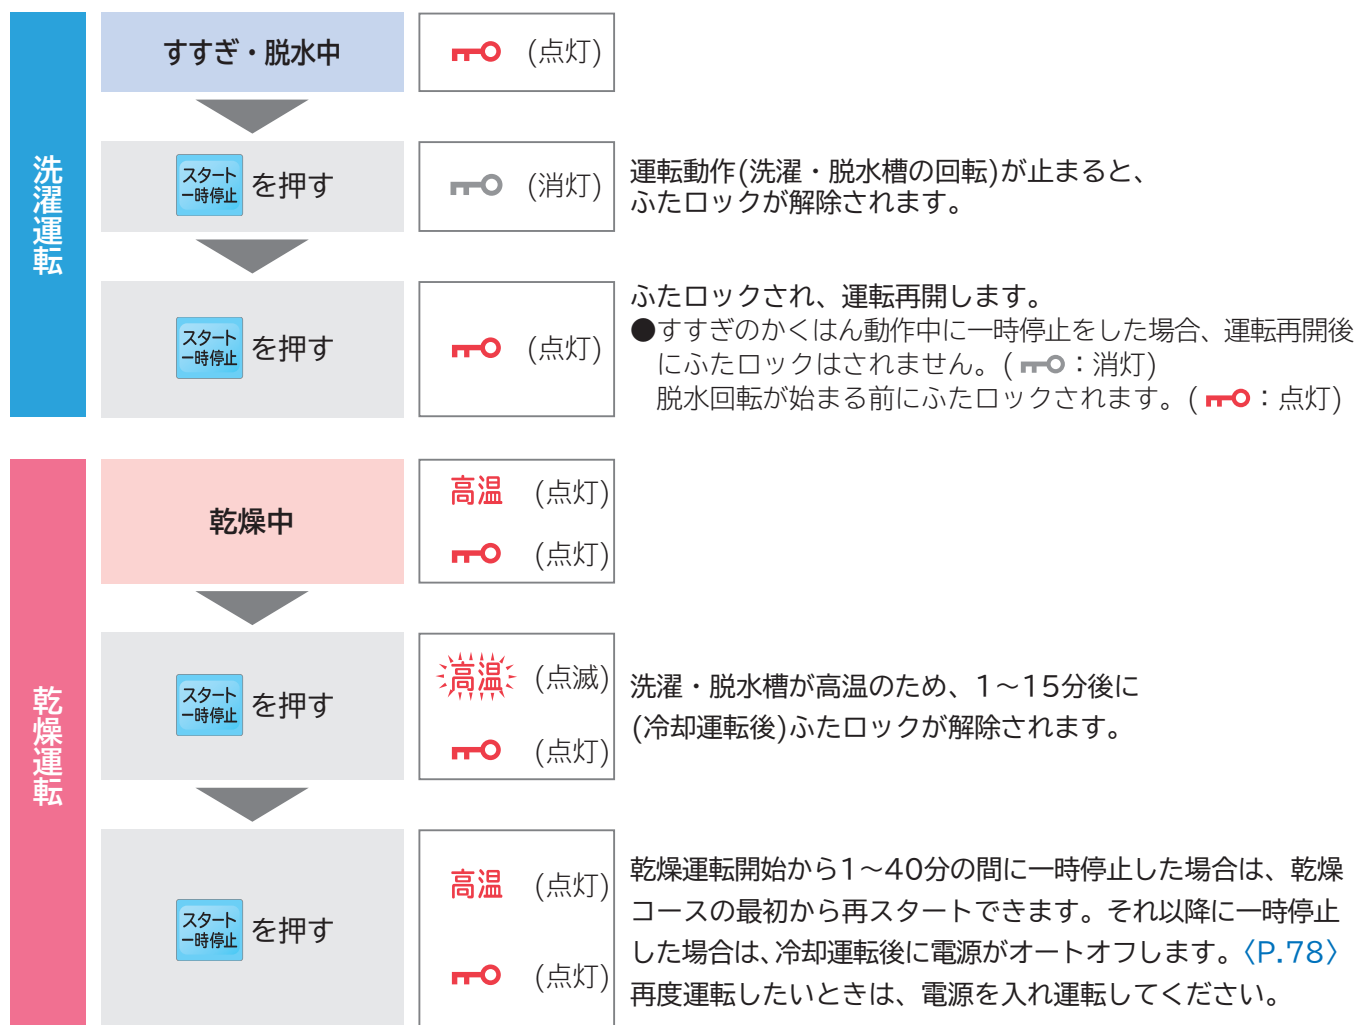 洗濯運転
すすぎ・脱水中
(点灯)
スタート
一時停止
を押す
(消灯)
運転動作(洗濯・脱水槽の回転)が止まると、
ふたロックが解除されます。
スタート
一時停止
を押す
(点灯)
ふたロックされ、運転再開します。
●すすぎのかくはん動作中に一時停止をした場合、運転再開後
にふたロックはされません。( ：消灯)
脱水回転が始まる前にふたロックされます。( ：点灯)
乾燥運転
乾燥中
高温 (点灯)
(点灯)
スタート
一時停止
を押す
高温 (点滅)
(点灯)
洗濯・脱水槽が高温のため、1～15分後に
(冷却運転後)ふたロックが解除されます。
スタート
一時停止
を押す
高温 (点灯)
(点灯)
乾燥運転開始から1～40分の間に一時停止した場合は、乾燥
コースの最初から再スタートできます。それ以降に一時停止
した場合は、冷却運転後に電源がオートオフします。〈P.78〉
再度運転したいときは、電源を入れ運転してください。